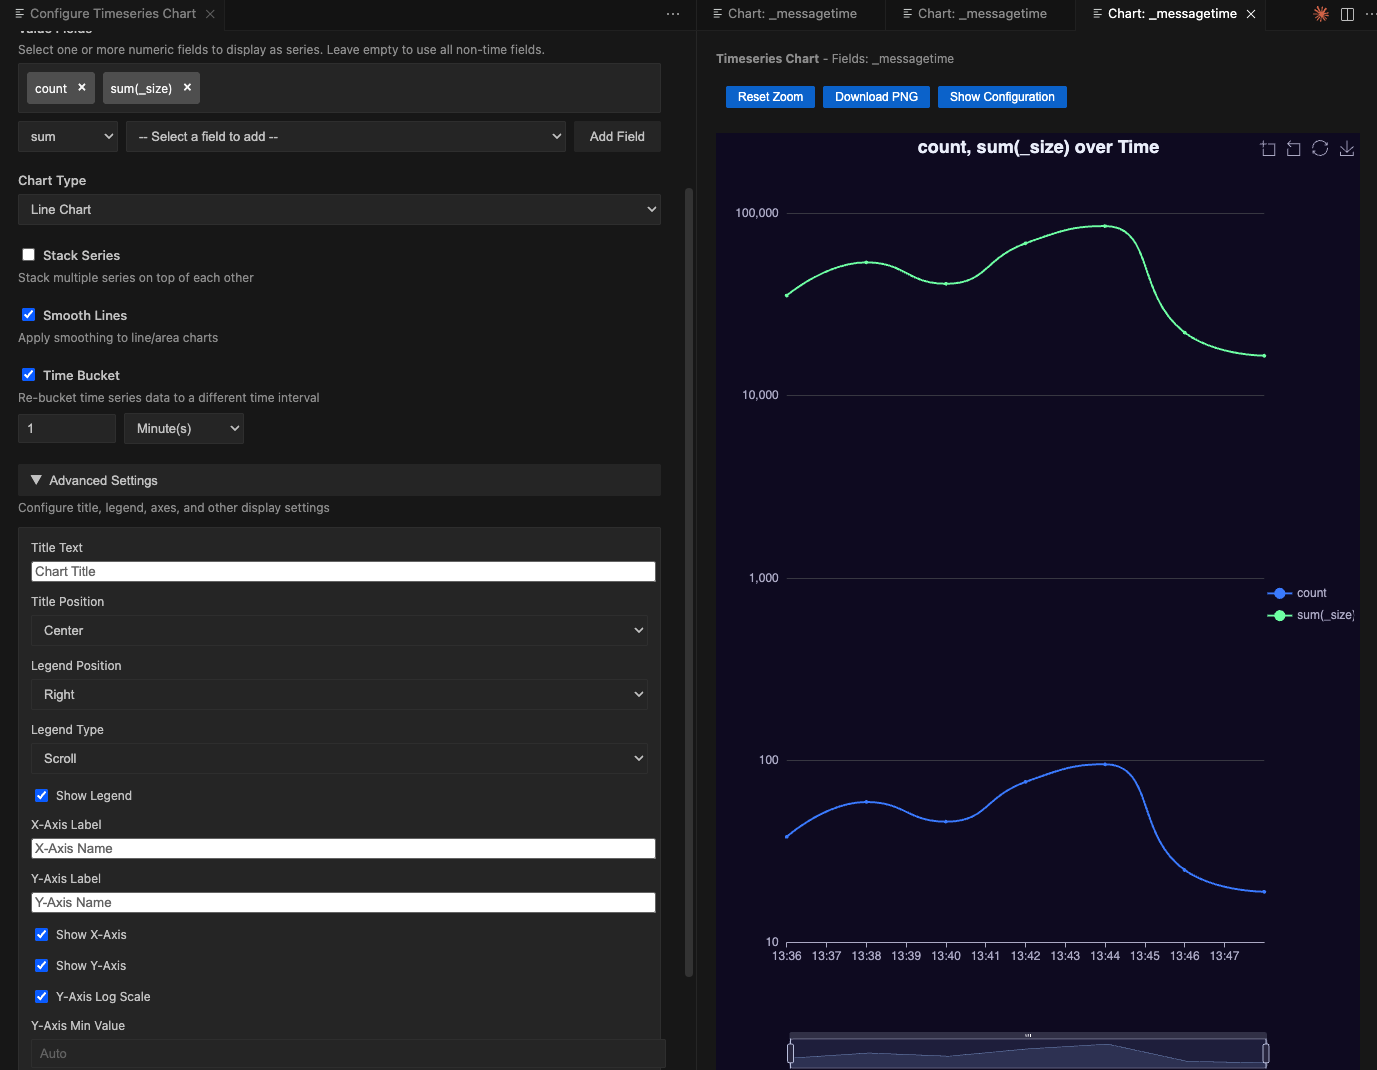 Configure Timeseries Chart
Value Fields
Select one or more numeric fields to display as series. Leave empty to use all non-time fields.
count × sum(_size) ×
sum -- Select a field to add -- Add Field
Chart Type
Line Chart
Stack Series
Stack multiple series on top of each other
Smooth Lines
Apply smoothing to line/area charts
Time Bucket
Re-bucket time series data to a different time interval
1 Minute(s)
▼ Advanced Settings
Configure title, legend, axes, and other display settings
Title Text
Chart Title
Title Position
Center
Legend Position
Right
Legend Type
Scroll
Show Legend
X-Axis Label
X-Axis Name
Y-Axis Label
Y-Axis Name
Show X-Axis
Show Y-Axis
Y-Axis Log Scale
Y-Axis Min Value
Auto
Chart: _messagetime
Chart: _messagetime
Chart: _messagetime
Timeseries Chart - Fields: _messagetime
Reset Zoom Download PNG Show Configuration
count, sum(_size) over Time
100,000
10,000
1,000
100
10
13:36 13:37 13:38 13:39 13:40 13:41 13:42 13:43 13:44 13:45 13:46 13:47
count
sum(_size)